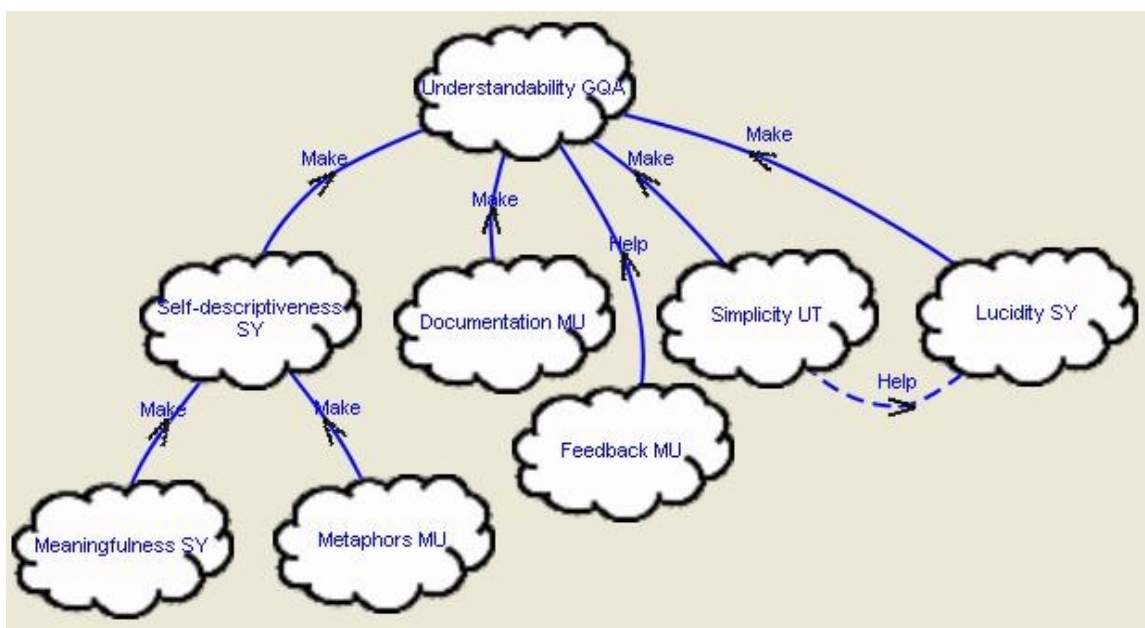 Understandability GQA
Make
Make
Make
Make
Help
Self-descriptiveness
SY
Documentation MU
Simplicity UT
Lucidity SY
Help
Make
Make
Feedback MU
Meaningfulness SY
Metaphors MU